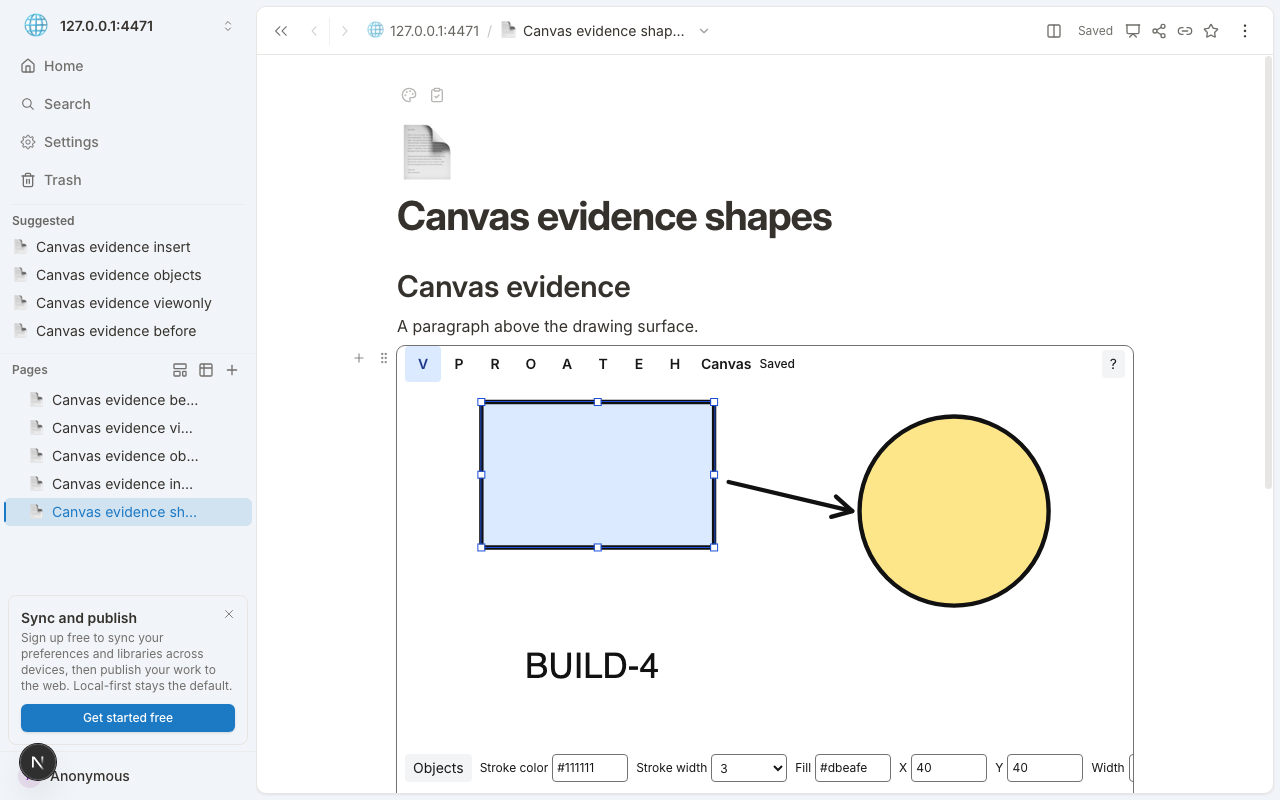 127.0.0.1:4471
Home
Search
Settings
Trash
Suggested
Canvas evidence insert
Canvas evidence objects
Canvas evidence viewonly
Canvas evidence before
Pages
Canvas evidence be...
Canvas evidence vi...
Canvas evidence ob...
Canvas evidence in...
Canvas evidence sh...
Sync and publish
Sign up free to sync your
preferences and libraries across
devices, then publish your work to
the web. Local-first stays the default.
Get started free
N
Anonymous
127.0.0.1:4471 / Canvas evidence shap...
Saved
Canvas evidence shapes
Canvas evidence
A paragraph above the drawing surface.
V P R O A T E H Canvas Saved ?
BUILD-4
Objects Stroke color #111111 Stroke width 3 Fill #dbeafe X 40 Y 40 Width